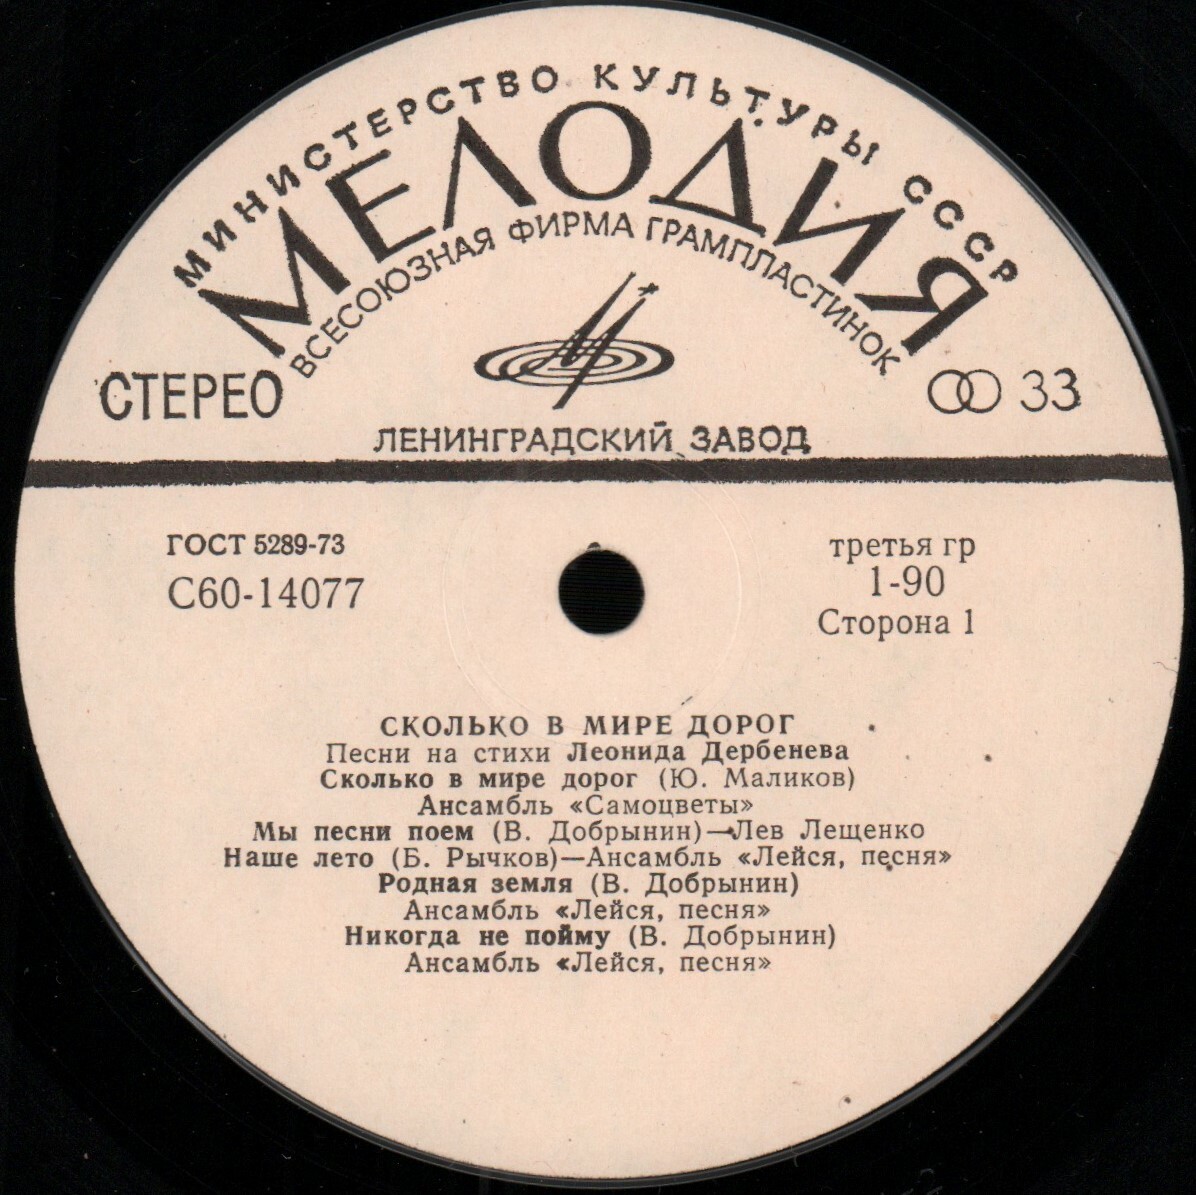 МИНИСТЕРСТВО КУЛЬТУРЫ СССР
МЕЛОДИЯ
ВСЕСОЮЗНАЯ ФИРМА ГРАМПЛАСТИНОК
СТЕРЕО
33
ЛЕНИНГРАДСКИЙ ЗАВОД
ГОСТ 5289-73
С60-14077
третья гр
1-90
Сторона 1
СКОЛЬКО В МИРЕ ДОРОГ
Песни на стихи Леонида Дербенева
Сколько в мире дорог (Ю. Маликов)
Ансамбль «Самоцветы»
Мы песни поем (В. Добрынин)—Лев Лещенко
Наше лето (Б. Рычков)—Ансамбль «Лейся, песня»
Родная земля (В. Добрынин)
Ансамбль «Лейся, песня»
Никогда не пойму (В. Добрынин)
Ансамбль «Лейся, песня»